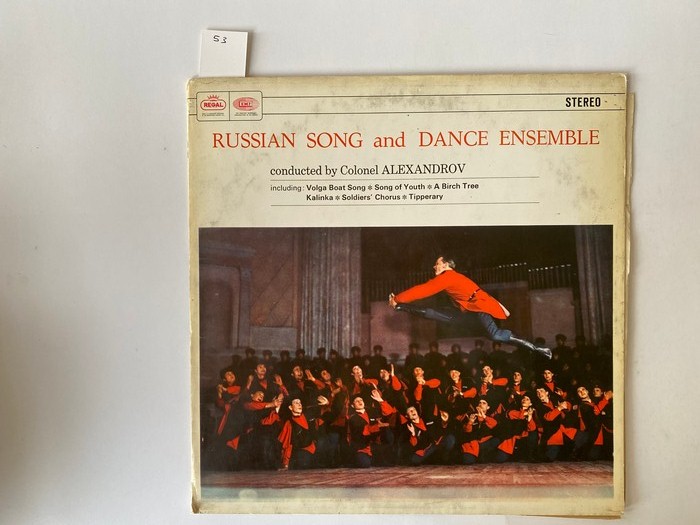 53
REGAL
EMI
STEREO
RUSSIAN SONG and DANCE ENSEMBLE
conducted by Colonel ALEXANDROV
including: Volga Boat Song ✻ Song of Youth ✻ A Birch Tree
Kalinka ✻ Soldiers' Chorus ✻ Tipperary